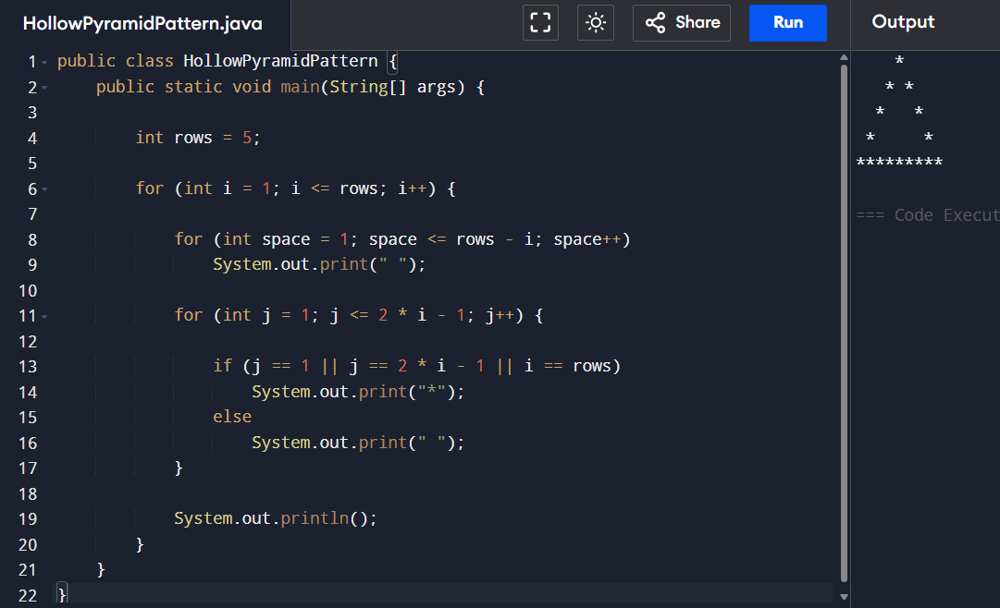 HollowPyramidPattern.java
Share
Run
Output
1 public class HollowPyramidPattern {
2     public static void main(String[] args) {
3
4         int rows = 5;
5
6         for (int i = 1; i <= rows; i++) {
7
8             for (int space = 1; space <= rows - i; space++)
9                 System.out.print(" ");
10
11             for (int j = 1; j <= 2 * i - 1; j++) {
12
13                 if (j == 1 || j == 2 * i - 1 || i == rows)
14                     System.out.print("*");
15                 else
16                     System.out.print(" ");
17             }
18
19             System.out.println();
20         }
21     }
22 }
    *
   * *
  *   *
 *     *
*********
=== Code Execut